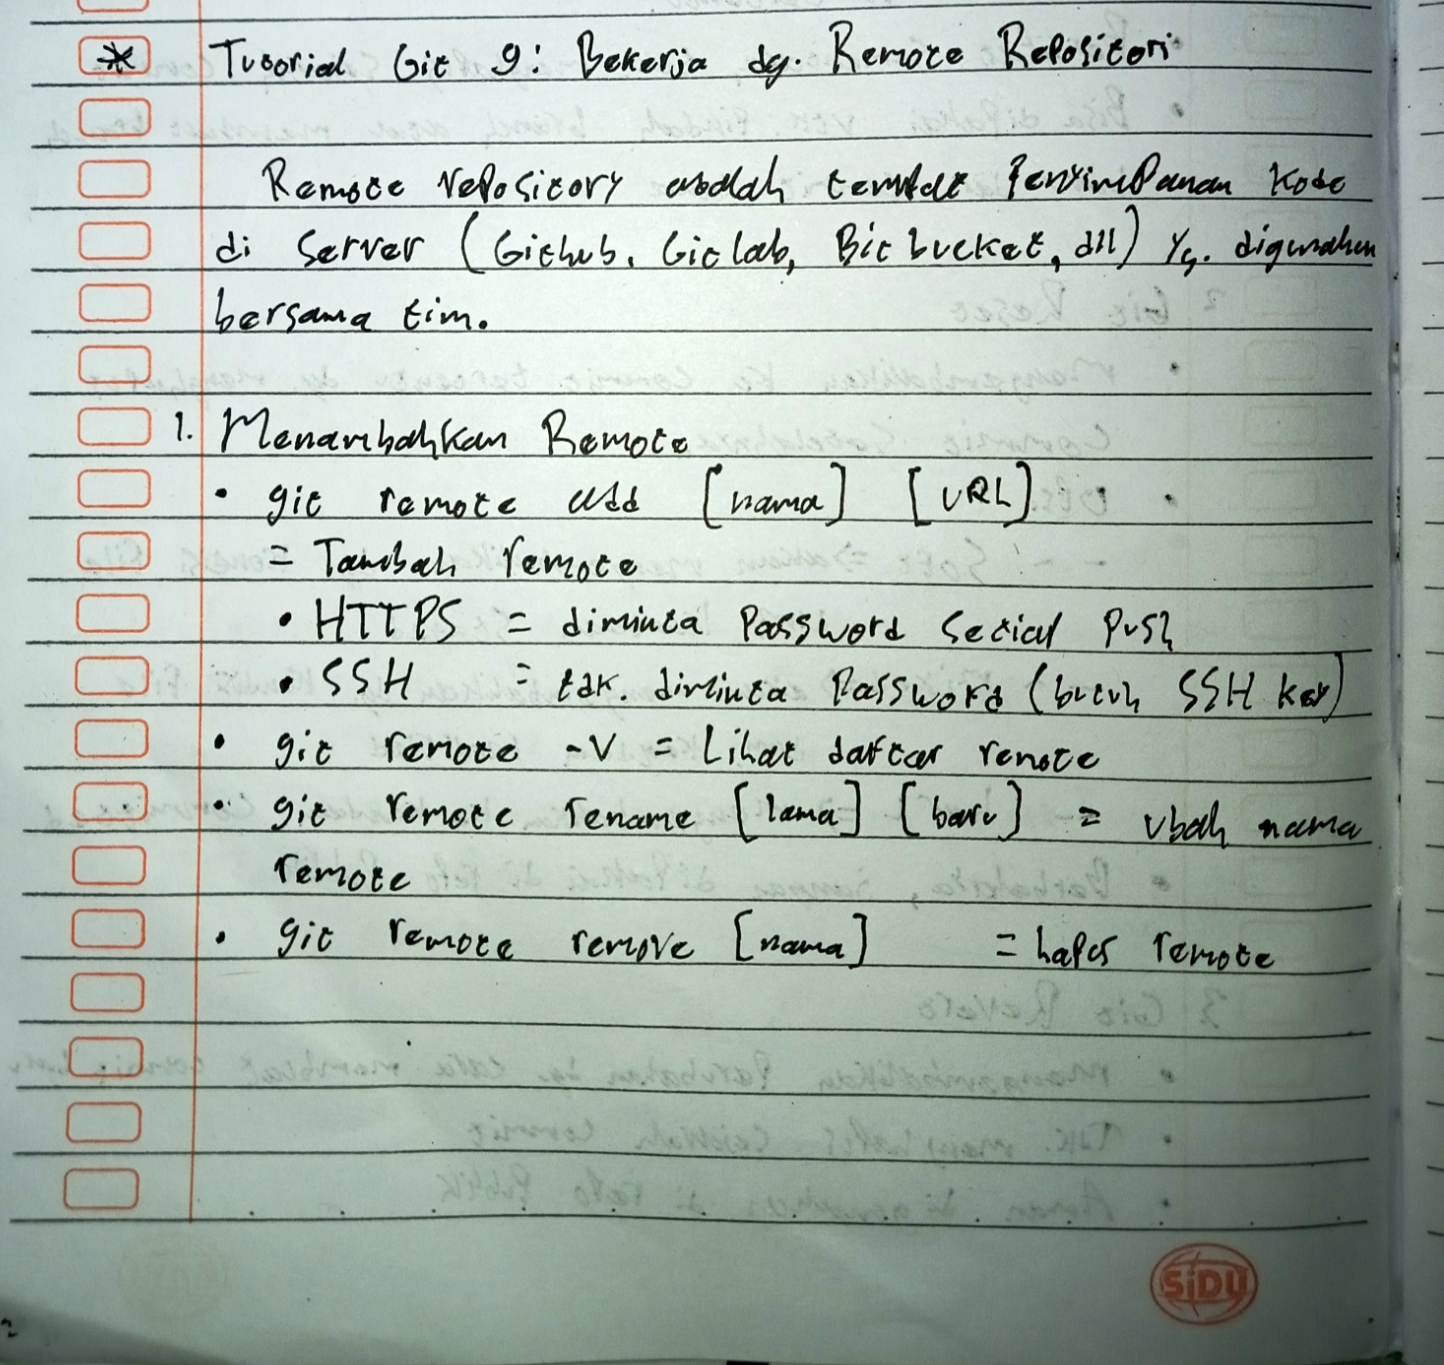 * Tutorial Git 9: Bekerja dg. Remote Repositori
Remote repository adalah tempat penyimpanan kode
di server (Github, Gitlab, Bitbucket, dll) yg. digunakan
bersama tim.
1. Menambahkan Remote
• git remote add [nama] [URL]
= Tambah remote
• HTTPS = diminta password setial push
• SSH = tdk. diminta password (butuh SSH key)
• git remote -v = Lihat daftar remote
• git remote rename [lama] [baru] = ubah nama
remote
• git remote remove [nama] = hapus remote
SiDU